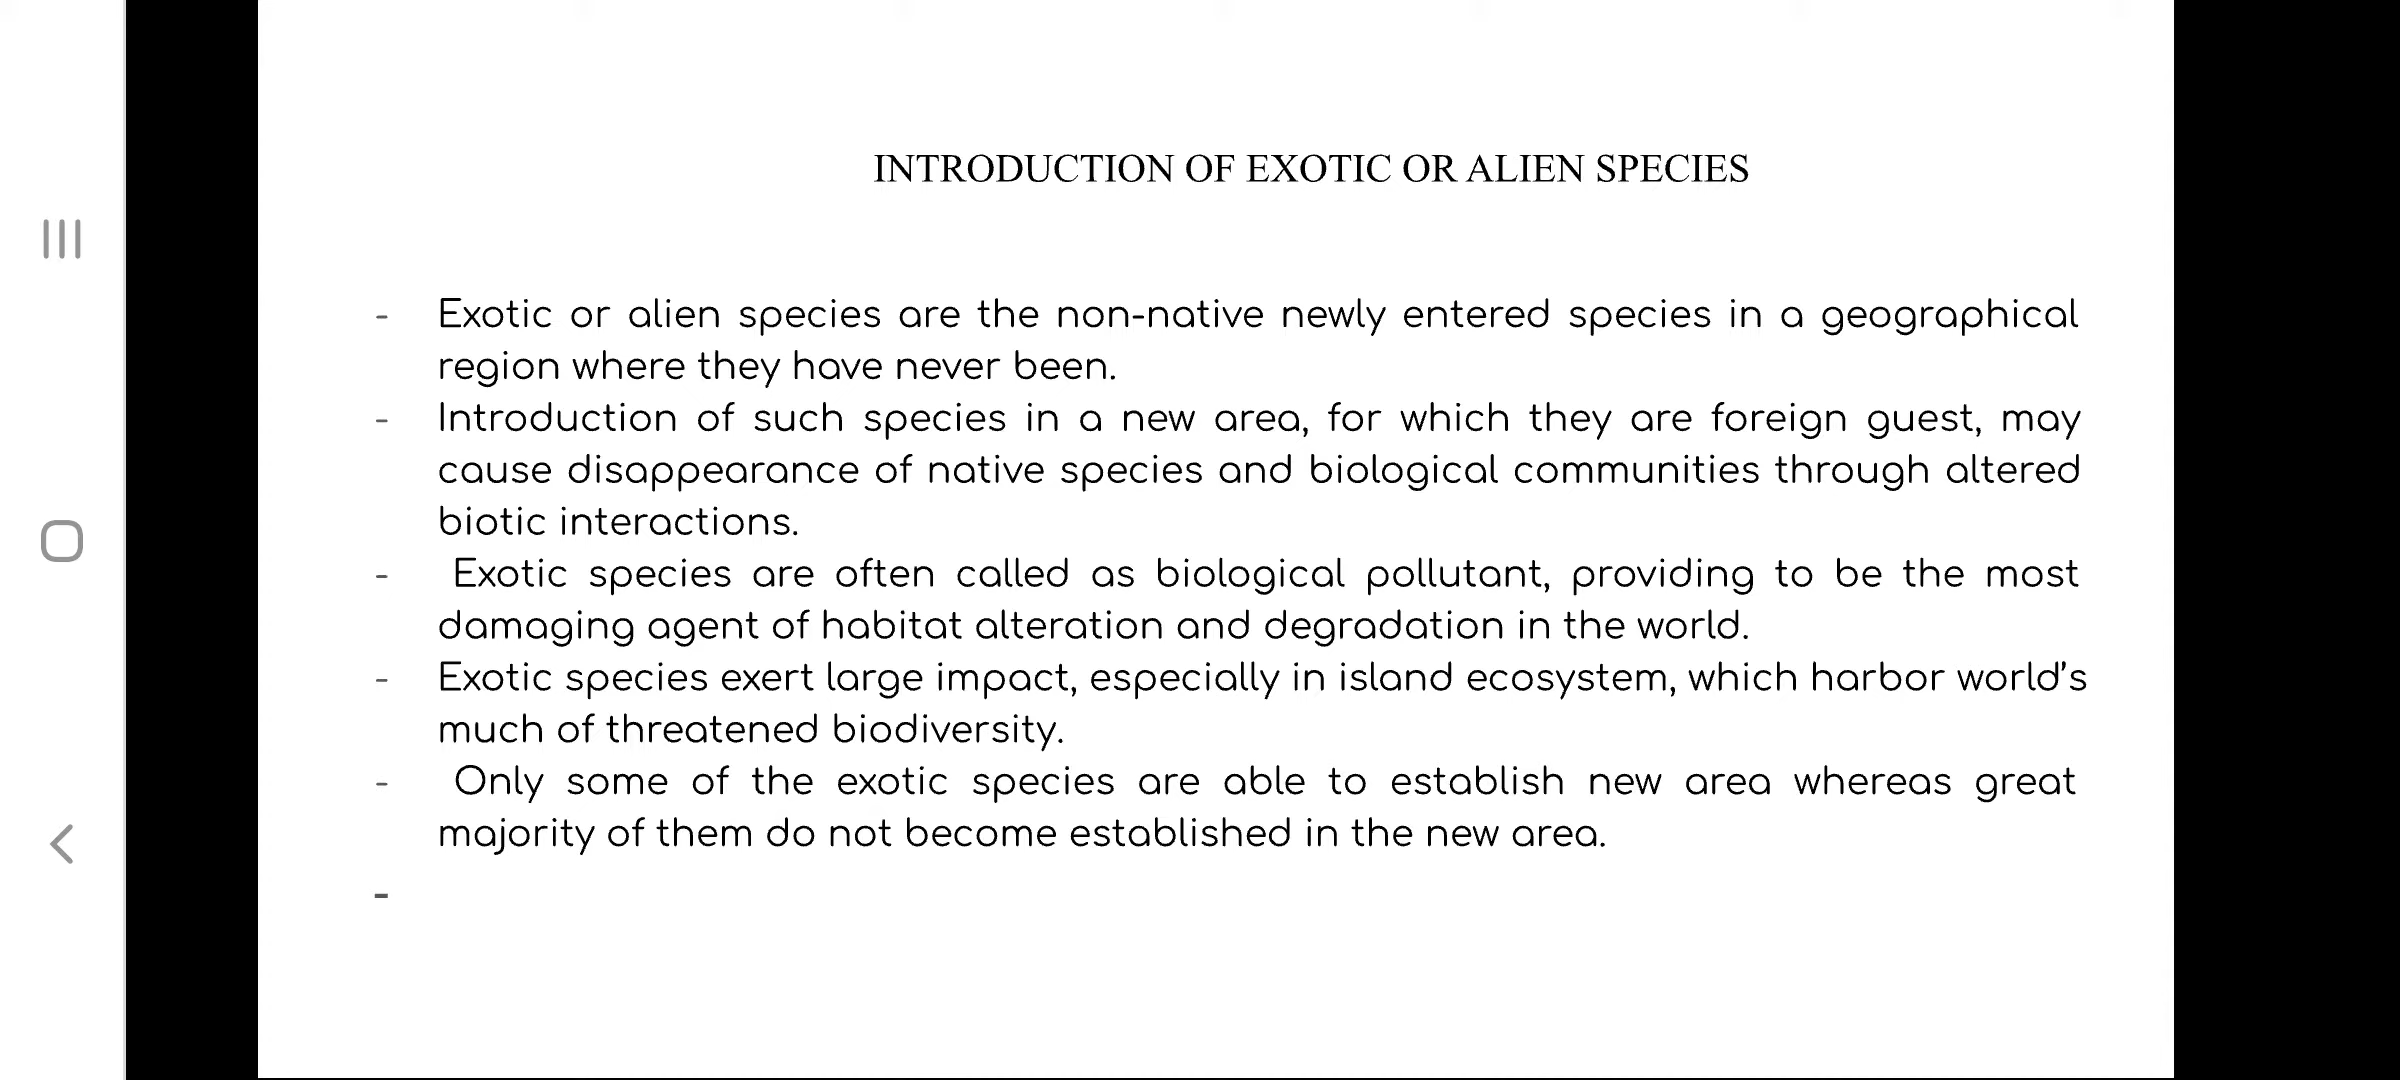 INTRODUCTION OF EXOTIC OR ALIEN SPECIES
- Exotic or alien species are the non-native newly entered species in a geographical
region where they have never been.
- Introduction of such species in a new area, for which they are foreign guest, may
cause disappearance of native species and biological communities through altered
biotic interactions.
- Exotic species are often called as biological pollutant, providing to be the most
damaging agent of habitat alteration and degradation in the world.
- Exotic species exert large impact, especially in island ecosystem, which harbor world's
much of threatened biodiversity.
- Only some of the exotic species are able to establish new area whereas great
majority of them do not become established in the new area.
-